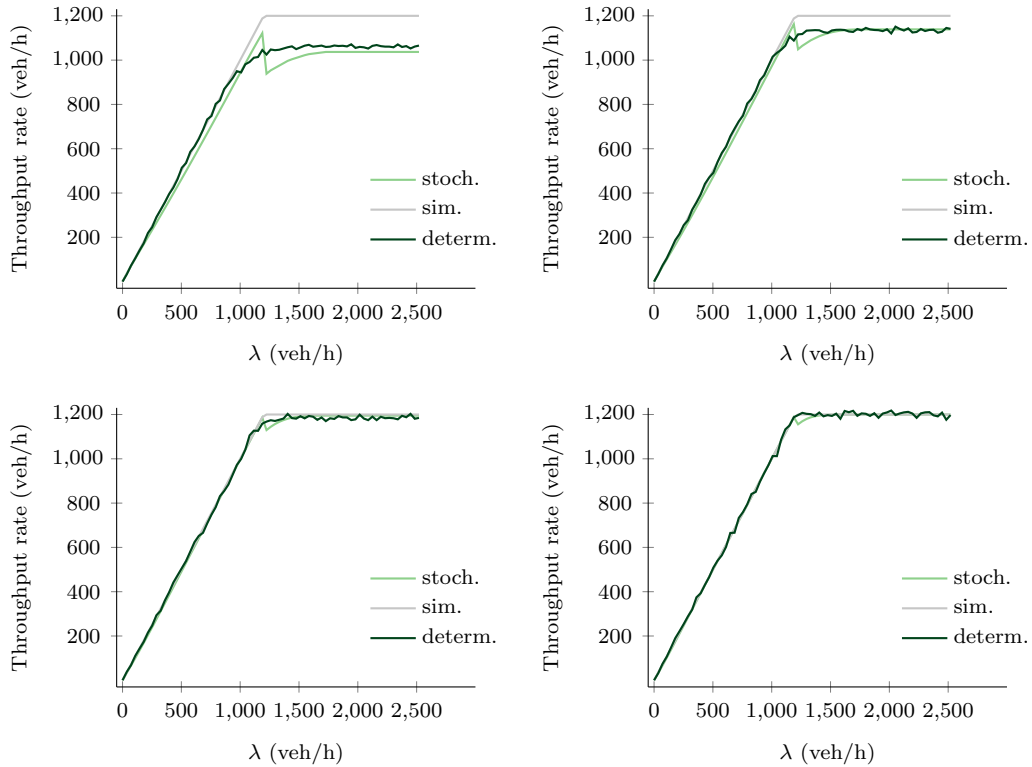 1,200
1,000
800
600
400
200
Throughput rate (veh/h)
stoch.
sim.
determ.
0 500 1,000 1,500 2,000 2,500
λ (veh/h)
1,200
1,000
800
600
400
200
Throughput rate (veh/h)
stoch.
sim.
determ.
0 500 1,000 1,500 2,000 2,500
λ (veh/h)
1,200
1,000
800
600
400
200
Throughput rate (veh/h)
stoch.
sim.
determ.
0 500 1,000 1,500 2,000 2,500
λ (veh/h)
1,200
1,000
800
600
400
200
Throughput rate (veh/h)
stoch.
sim.
determ.
0 500 1,000 1,500 2,000 2,500
λ (veh/h)